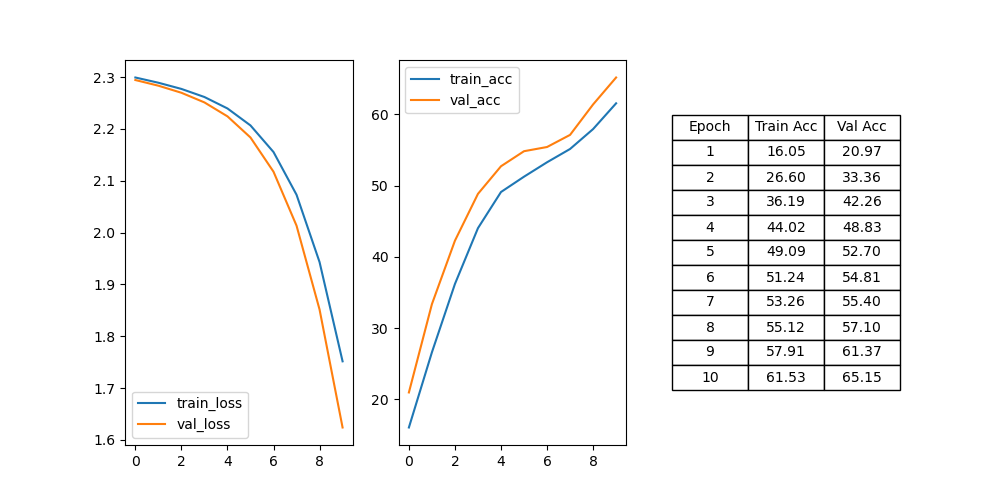 2.3
2.2
2.1
2.0
1.9
1.8
1.7
1.6
0 2 4 6 8
train_loss
val_loss
60
50
40
30
20
0 2 4 6 8
train_acc
val_acc
Epoch Train Acc Val Acc
1 16.05 20.97
2 26.60 33.36
3 36.19 42.26
4 44.02 48.83
5 49.09 52.70
6 51.24 54.81
7 53.26 55.40
8 55.12 57.10
9 57.91 61.37
10 61.53 65.15